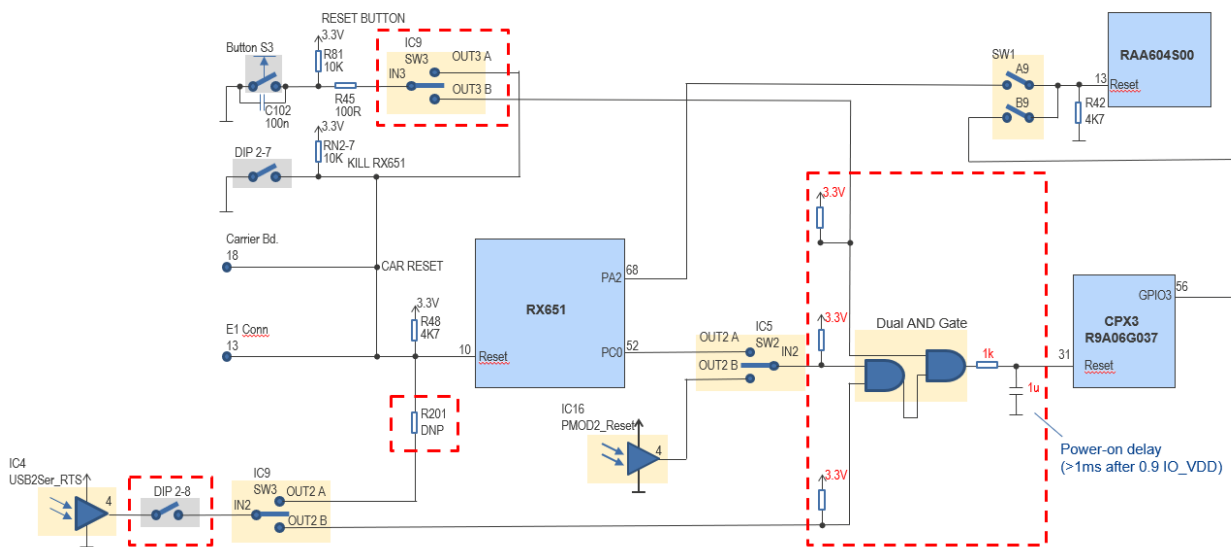 RESET BUTTON
3.3V
Button S3
R81
10K
IC9
SW3
OUT3 A
IN3
OUT3 B
R45
100R
C102
100n
3.3V
RN2-7
10K
DIP 2-7
KILL RX651
SW1
A9
B9
13
Reset
R42
4K7
RAA604S00
Carrier Bd.
18
CAR RESET
E1 Conn
13
3.3V
R48
4K7
10
Reset
RX651
PA2
68
PC0
52
OUT2 A
IC5
SW2
OUT2 B
IN2
3.3V
3.3V
Dual AND Gate
1k
1u
31
Reset
GPIO3
56
CPX3
R9A06G037
Power-on delay
(>1ms after 0.9 IO_VDD)
R201
DNP
IC16
PMOD2_Reset
4
3.3V
IC4
USB2Ser_RTS
4
DIP 2-8
IC9
SW3
OUT2 A
IN2
OUT2 B